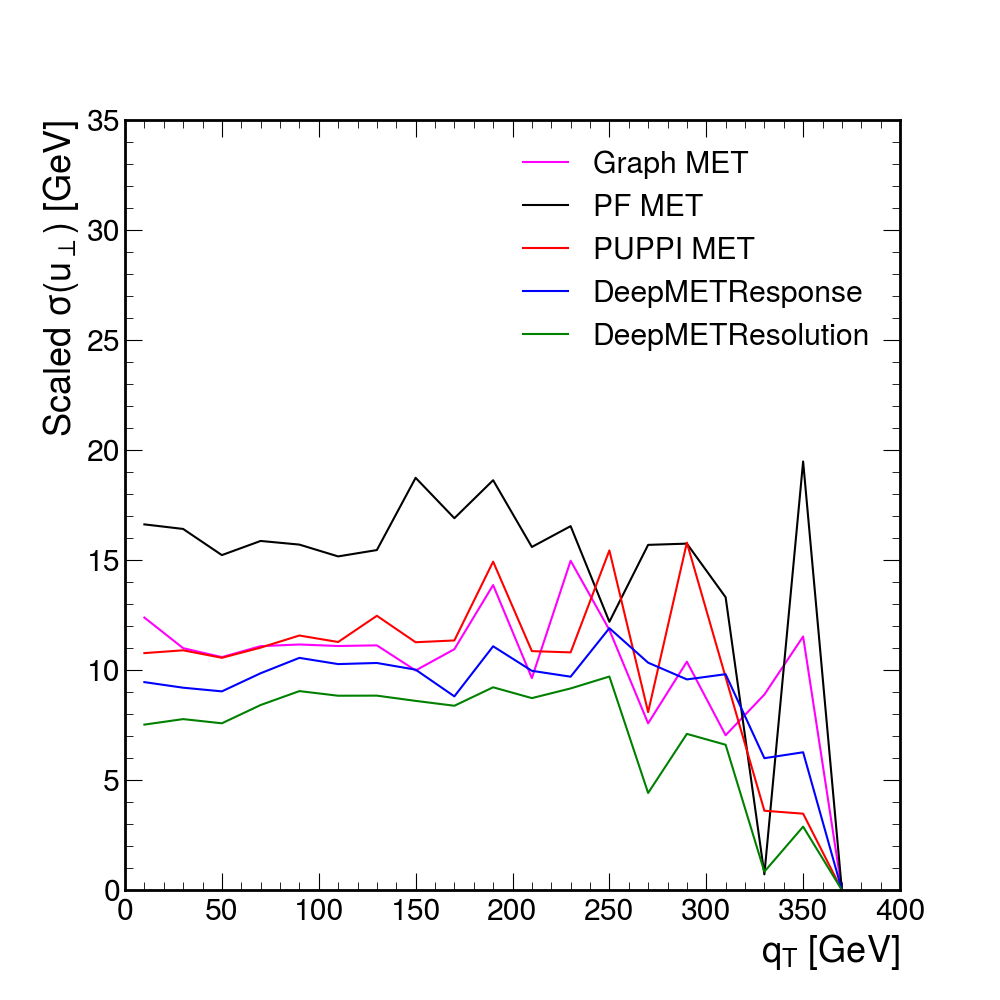 Scaled σ(u⊥) [GeV]
35
30
25
20
15
10
5
0
Graph MET
PF MET
PUPPI MET
DeepMETResponse
DeepMETResolution
0 50 100 150 200 250 300 350 400
qT [GeV]